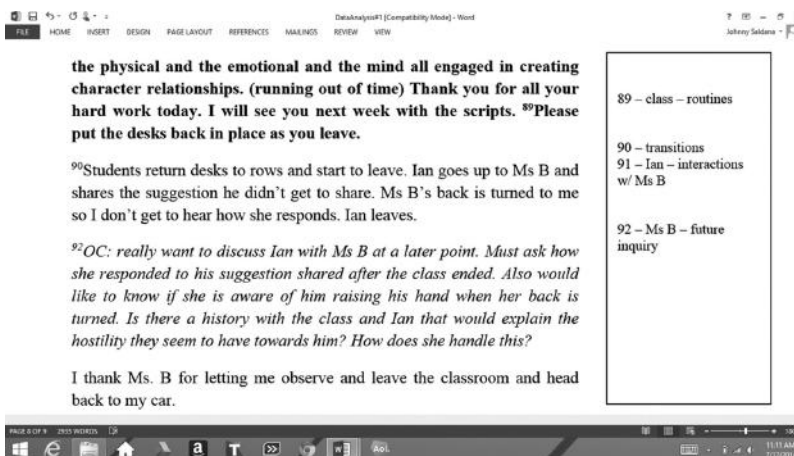 DataAnalysis#1 [Compatibility Mode] - Word
FILE HOME INSERT DESIGN PAGE LAYOUT REFERENCES MAILINGS REVIEW VIEW
Johnny Saldana
the physical and the emotional and the mind all engaged in creating
character relationships. (running out of time) Thank you for all your
hard work today. I will see you next week with the scripts. ⁸⁹Please
put the desks back in place as you leave.
⁹⁰Students return desks to rows and start to leave. Ian goes up to Ms B and
shares the suggestion he didn't get to share. Ms B's back is turned to me
so I don't get to hear how she responds. Ian leaves.
⁹²OC: really want to discuss Ian with Ms B at a later point. Must ask how
she responded to his suggestion shared after the class ended. Also would
like to know if she is aware of him raising his hand when her back is
turned. Is there a history with the class and Ian that would explain the
hostility they seem to have towards him? How does she handle this?
I thank Ms. B for letting me observe and leave the classroom and head
back to my car.
89 – class – routines
90 – transitions
91 – Ian – interactions
w/ Ms B
92 – Ms B – future
inquiry
PAGE 8 OF 9 2935 WORDS
a T Aol.
11:11 AM